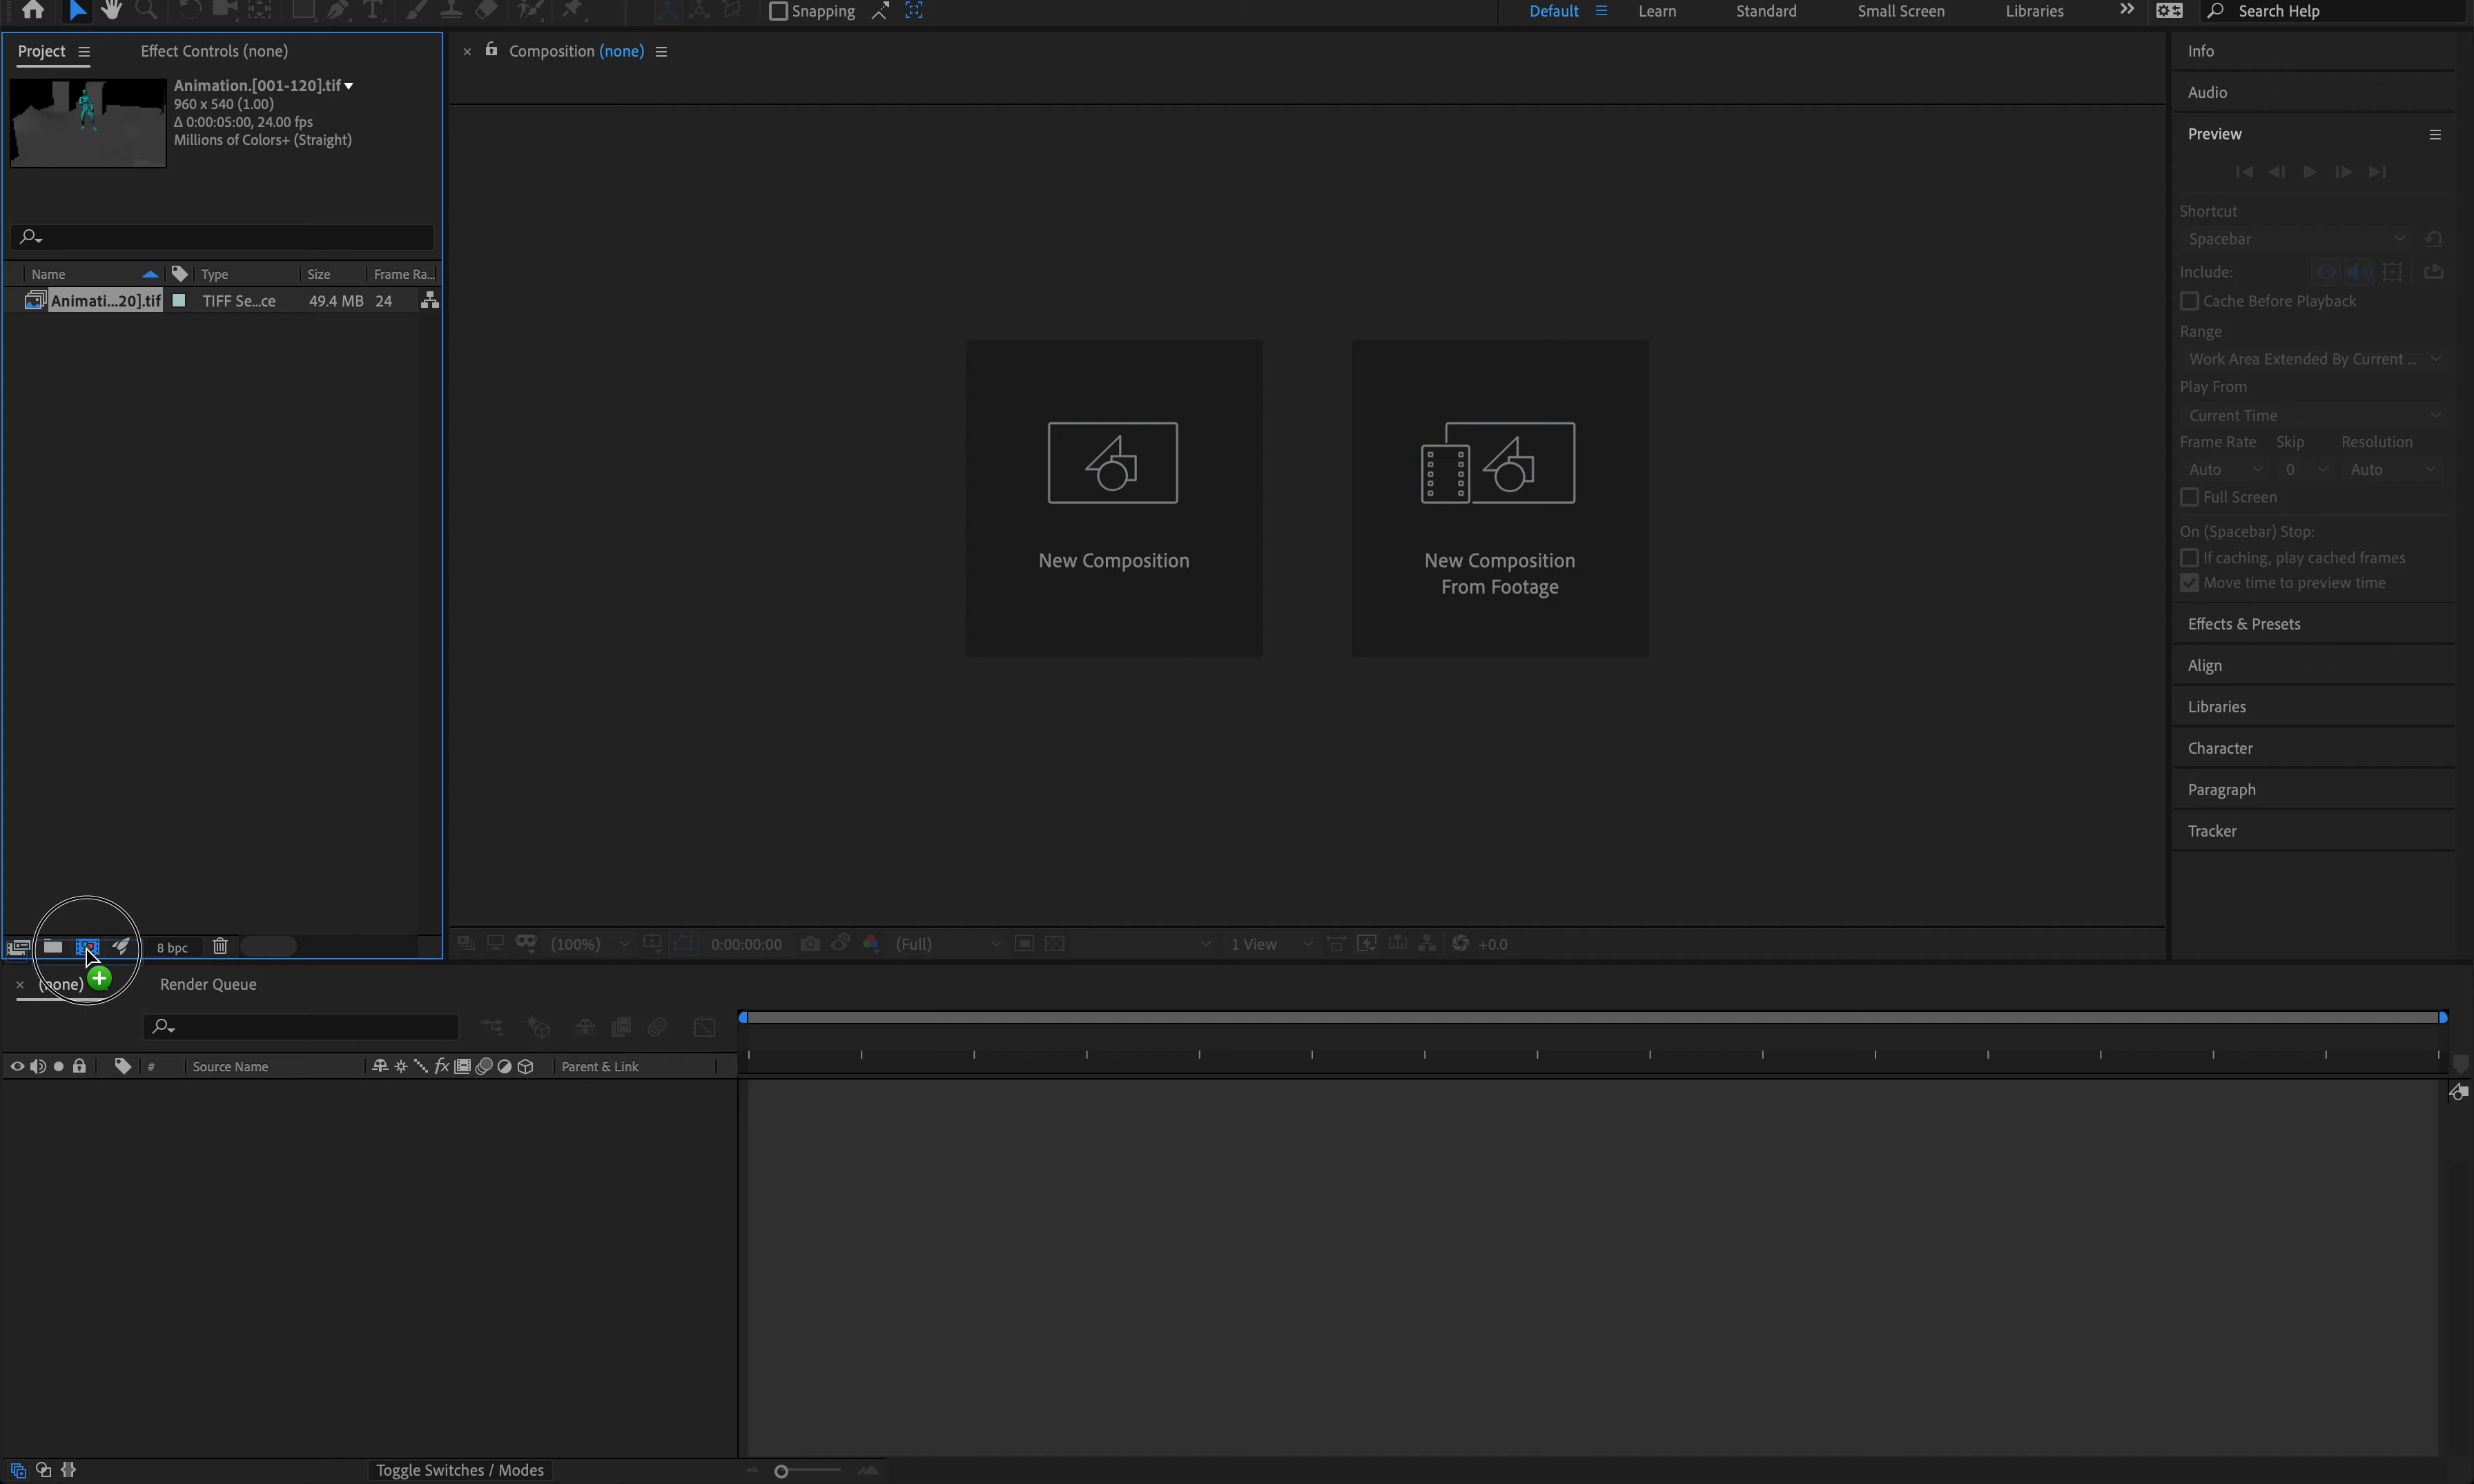 Snapping
Default
Learn
Standard
Small Screen
Libraries
Search Help
Project
Effect Controls (none)
Animation.[001-120].tif
960 x 540 (1.00)
Δ 0:00:05:00, 24.00 fps
Millions of Colors+ (Straight)
Name
Type
Size
Frame Ra...
Animati...20].tif
TIFF Se...ce
49.4 MB
24
8 bpc
Composition (none)
New Composition
New Composition
From Footage
(100%)
0:00:00:00
(Full)
1 View
+0.0
Info
Audio
Preview
Shortcut
Spacebar
Include:
Cache Before Playback
Range
Work Area Extended By Current ...
Play From
Current Time
Frame Rate Skip Resolution
Auto 0 Auto
Full Screen
On (Spacebar) Stop:
If caching, play cached frames
Move time to preview time
Effects & Presets
Align
Libraries
Character
Paragraph
Tracker
(none)
Render Queue
# Source Name
fx
Parent & Link
Toggle Switches / Modes